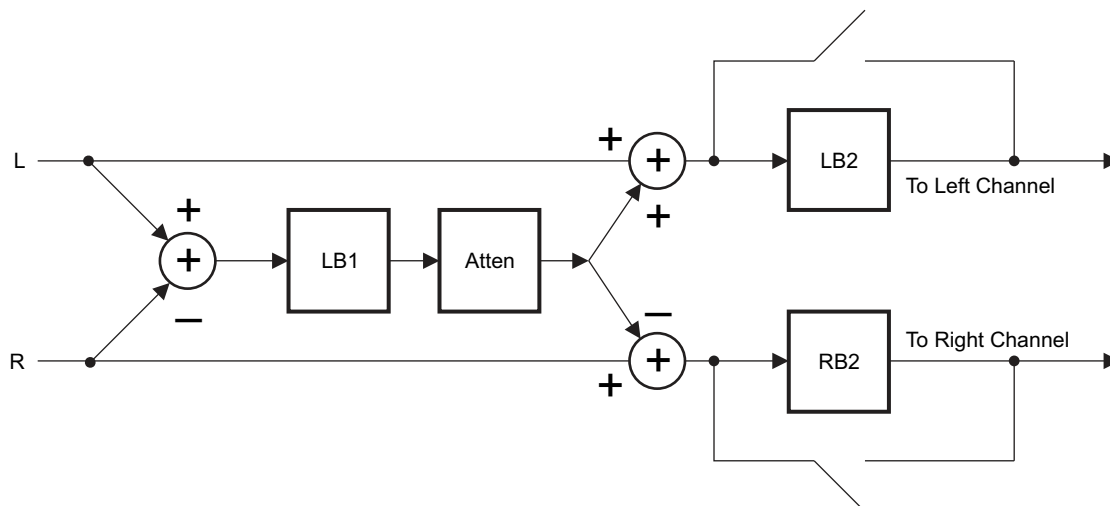 +
L
+
LB2
To Left Channel
+
+
+
LB1
Atten
−
−
To Right Channel
R
+
+
RB2